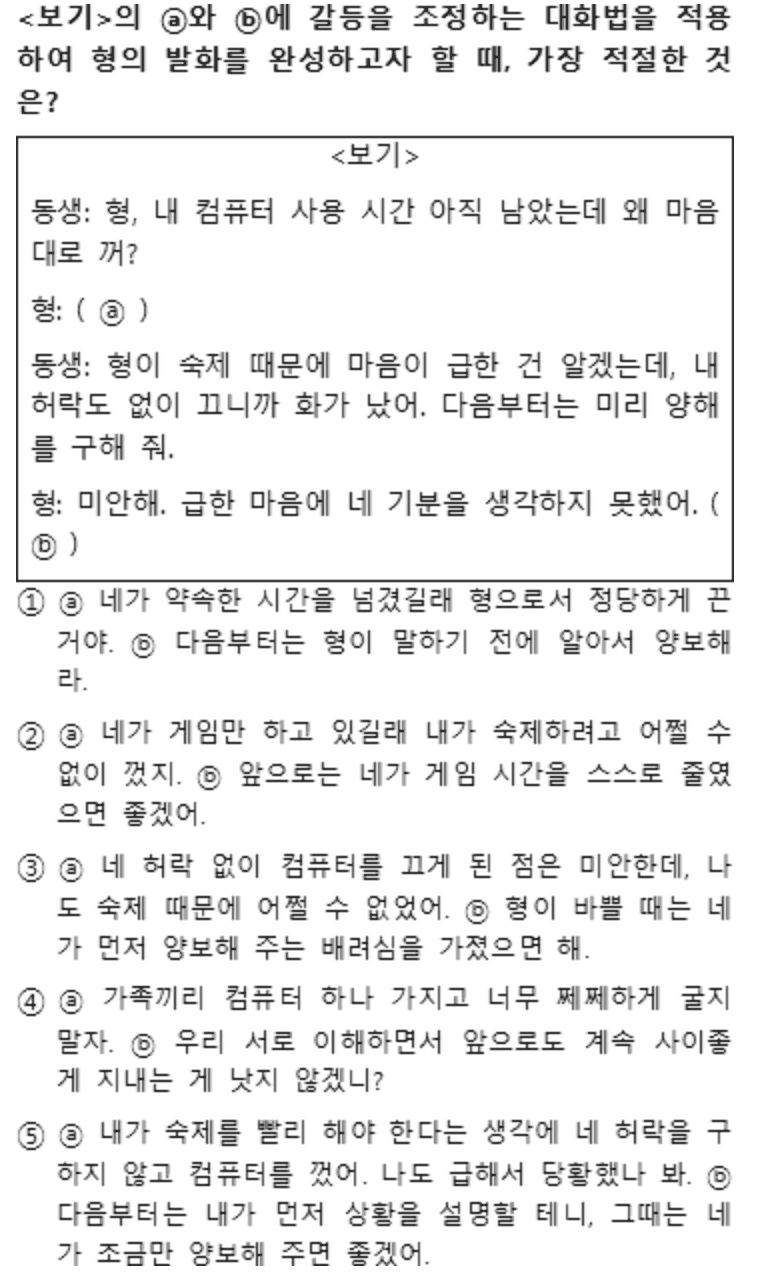 <보기>의 ⓐ와 ⓑ에 갈등을 조정하는 대화법을 적용
하여 형의 발화를 완성하고자 할 때, 가장 적절한 것
은?
<보기>
동생: 형, 내 컴퓨터 사용 시간 아직 남았는데 왜 마음
대로 꺼?
형: ( ⓐ )
동생: 형이 숙제 때문에 마음이 급한 건 알겠는데, 내
허락도 없이 끄니까 화가 났어. 다음부터는 미리 양해
를 구해 줘.
형: 미안해. 급한 마음에 네 기분을 생각하지 못했어. (
ⓑ )
① ⓐ 네가 약속한 시간을 넘겼길래 형으로서 정당하게 끈
거야. ⓑ 다음부터는 형이 말하기 전에 알아서 양보해
라.
② ⓐ 네가 게임만 하고 있길래 내가 숙제하려고 어쩔 수
없이 껐지. ⓑ 앞으로는 네가 게임 시간을 스스로 줄였
으면 좋겠어.
③ ⓐ 네 허락 없이 컴퓨터를 끄게 된 점은 미안한데, 나
도 숙제 때문에 어쩔 수 없었어. ⓑ 형이 바쁠 때는 네
가 먼저 양보해 주는 배려심을 가졌으면 해.
④ ⓐ 가족끼리 컴퓨터 하나 가지고 너무 쩨쩨하게 굴지
말자. ⓑ 우리 서로 이해하면서 앞으로도 계속 사이좋
게 지내는 게 낫지 않겠니?
⑤ ⓐ 내가 숙제를 빨리 해야 한다는 생각에 네 허락을 구
하지 않고 컴퓨터를 껐어. 나도 급해서 당황했나 봐. ⓑ
다음부터는 내가 먼저 상황을 설명할 테니, 그때는 네
가 조금만 양보해 주면 좋겠어.